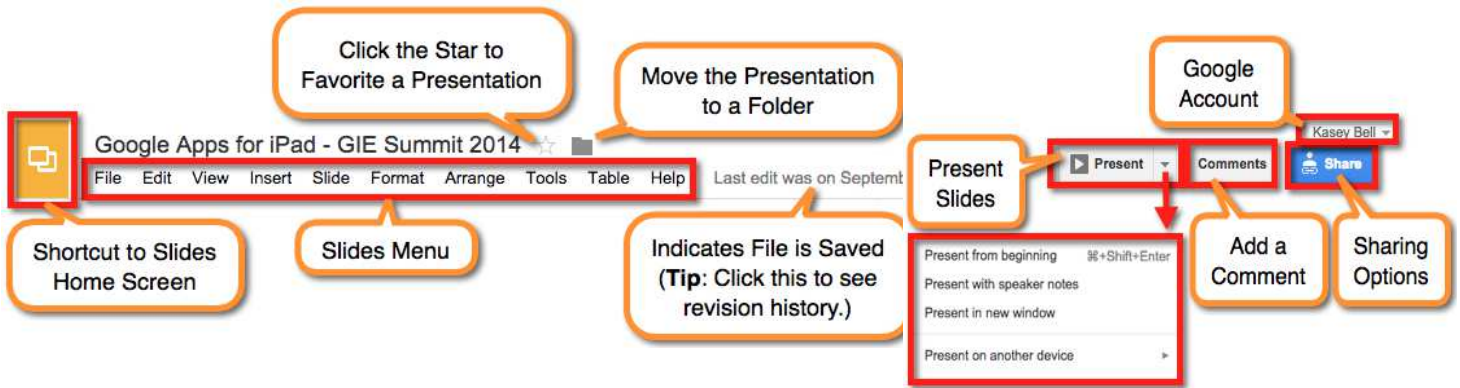 Click the Star to
Favorite a Presentation
Move the Presentation
to a Folder
Google
Account
Kasey Bell
Google Apps for iPad - GIE Summit 2014
File Edit View Insert Slide Format Arrange Tools Table Help
Last edit was on Septemb
Present
Slides
Present
Comments
Share
Shortcut to Slides
Home Screen
Slides Menu
Indicates File is Saved
(Tip: Click this to see
revision history.)
Present from beginning ⌘+Shift+Enter
Present with speaker notes
Present in new window
Present on another device
Add a
Comment
Sharing
Options